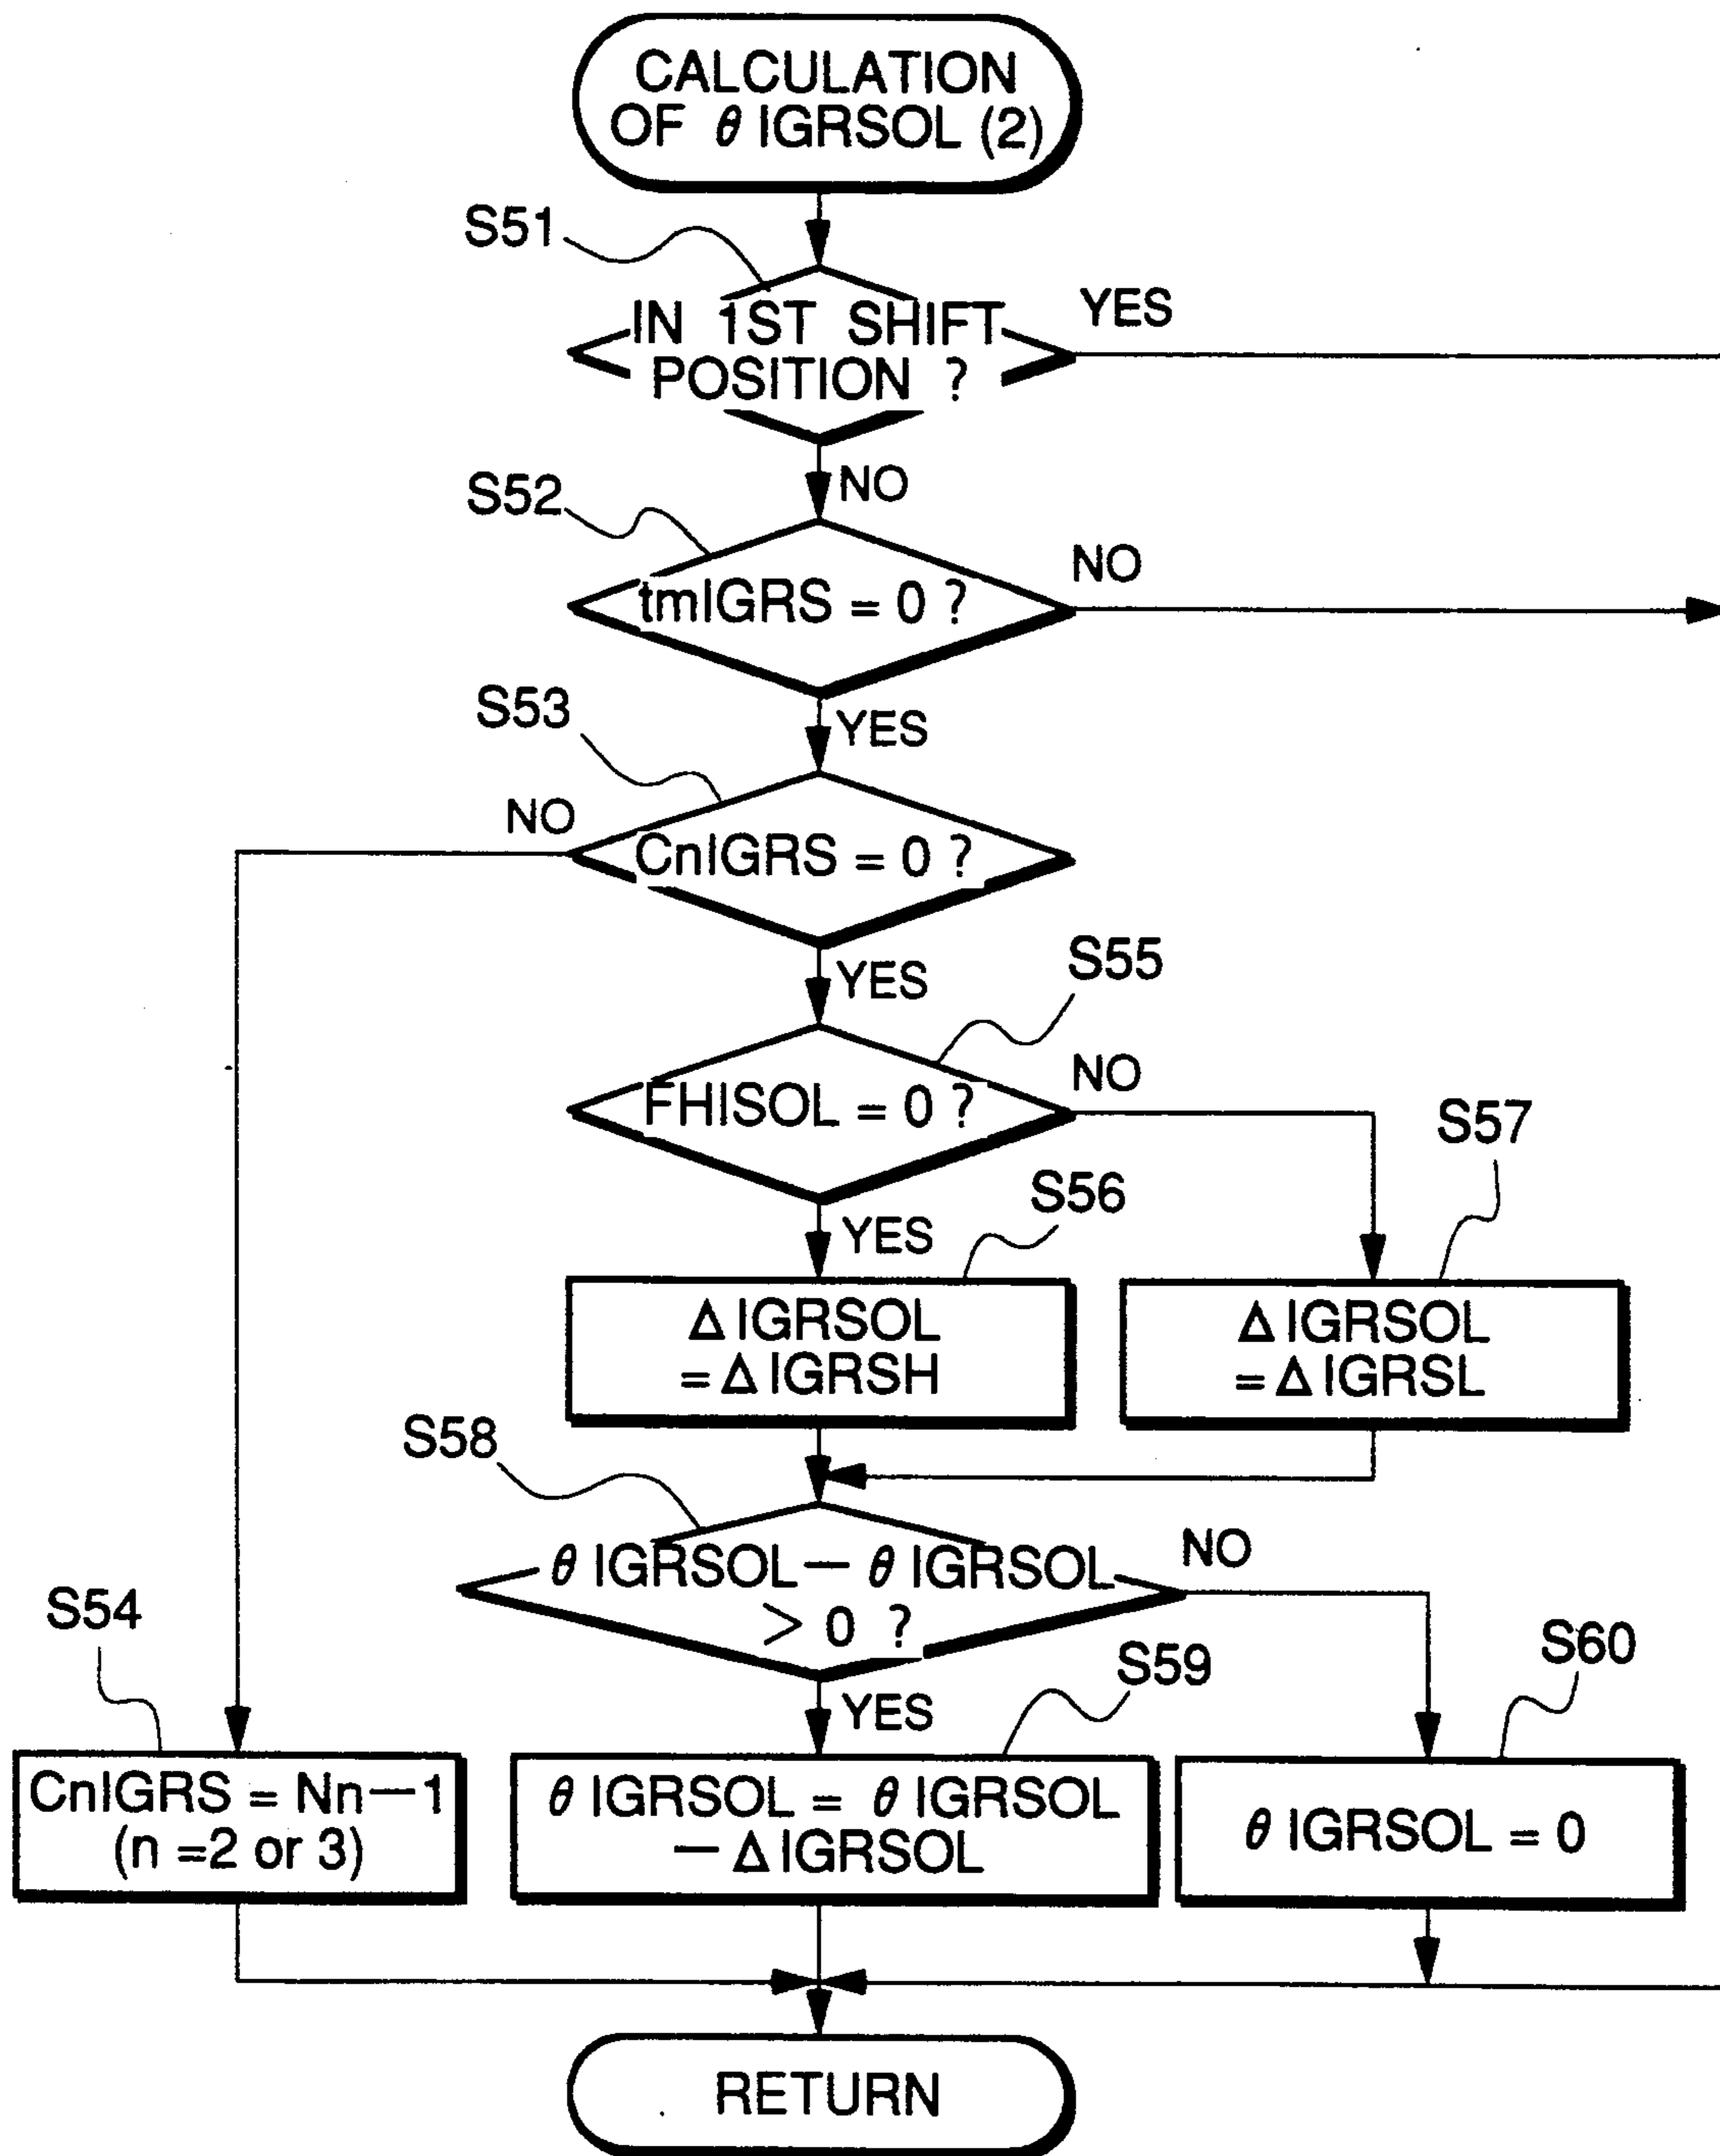 CALCULATION
OF θ IGRSOL (2)
S51
IN 1ST SHIFT
POSITION ?
YES
NO
S52
tmIGRS = 0 ?
NO
YES
S53
CnIGRS = 0 ?
NO
YES
S55
FHISOL = 0 ?
NO
YES
S56
S57
Δ IGRSOL
= Δ IGRSH
Δ IGRSOL
= Δ IGRSL
S58
θ IGRSOL − θ IGRSOL
> 0 ?
NO
YES
S54
S59
S60
CnIGRS = Nn−1
(n =2 or 3)
θ IGRSOL = θ IGRSOL
− Δ IGRSOL
θ IGRSOL = 0
RETURN